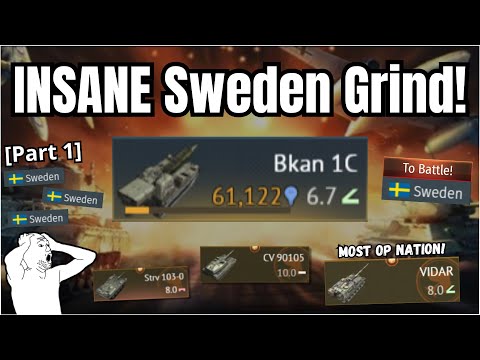 INSANE Sweden Grind!
[Part 1]
Sweden
Sweden
Sweden
Bkan 1C
61,122 6.7
To Battle!
Sweden
MOST OP NATION!
Strv 103-0
8.0
CV 90105
10.0
VIDAR
8.0